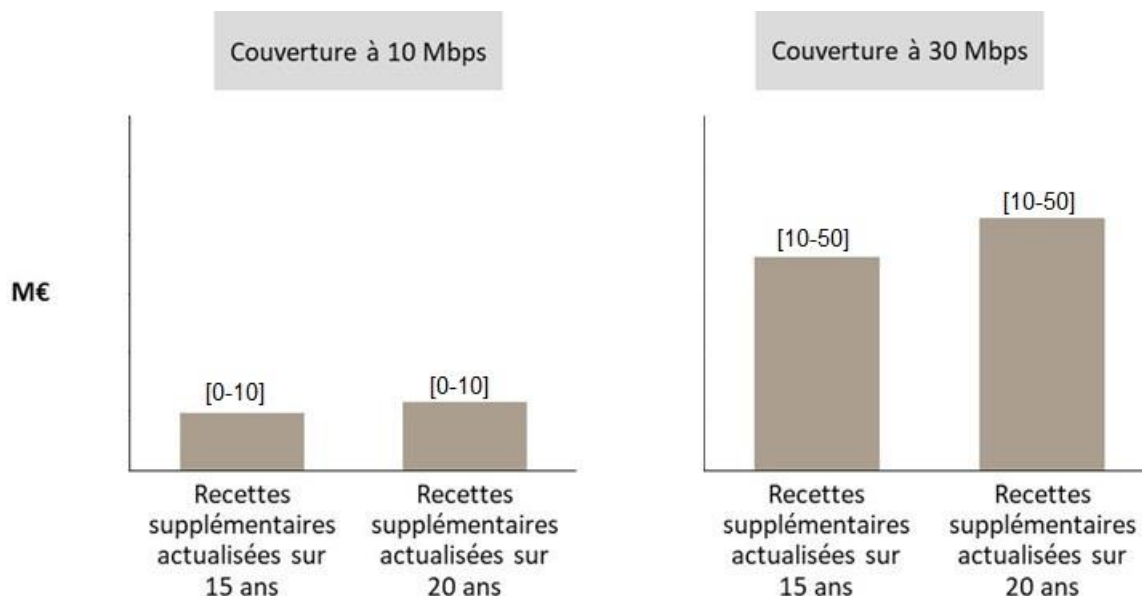 Couverture à 10 Mbps
Couverture à 30 Mbps
M€
[0-10]
[0-10]
[10-50]
[10-50]
Recettes
supplémentaires
actualisées sur
15 ans
Recettes
supplémentaires
actualisées sur
20 ans
Recettes
supplémentaires
actualisées sur
15 ans
Recettes
supplémentaires
actualisées sur
20 ans